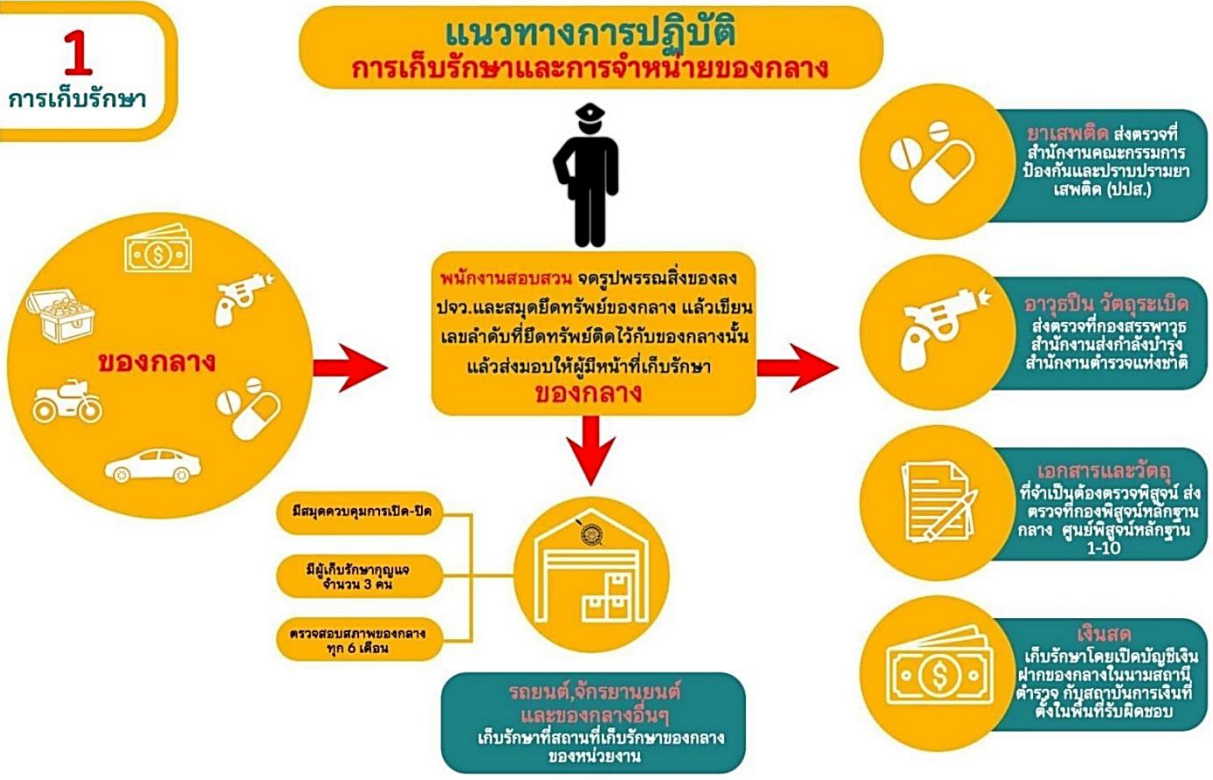 1
การเก็บรักษา
แนวทางการปฏิบัติ
การเก็บรักษาและการจำหน่ายของกลาง
ของกลาง
พนักงานสอบสวน จดรูปพรรณสิ่งของลง
ปจว.และสมุดยึดทรัพย์ของกลาง แล้วเขียน
เลขลำดับที่ยึดทรัพย์ติดไว้กับของกลางนั้น
แล้วส่งมอบให้ผู้มีหน้าที่เก็บรักษา
ของกลาง
มีสมุดควบคุมการเปิด-ปิด
มีผู้เก็บรักษากุญแจ
จำนวน 3 คน
ตรวจสอบสภาพของกลาง
ทุก 6 เดือน
รถยนต์,จักรยานยนต์
และของกลางอื่นๆ
เก็บรักษาที่สถานที่เก็บรักษาของกลาง
ของหน่วยงาน
ยาเสพติด ส่งตรวจที่
สำนักงานคณะกรรมการ
ป้องกันและปราบปรามยา
เสพติด (ปปส.)
อาวุธปืน วัตถุระเบิด
ส่งตรวจที่กองสรรพาวุธ
สำนักงานส่งกำลังบำรุง
สำนักงานตำรวจแห่งชาติ
เอกสารและวัตถุ
ที่จำเป็นต้องตรวจพิสูจน์ ส่ง
ตรวจที่กองพิสูจน์หลักฐาน
กลาง ศูนย์พิสูจน์หลักฐาน
1-10
เงินสด
เก็บรักษาโดยเปิดบัญชีเงิน
ฝากของกลางในนามสถานี
ตำรวจ กับสถาบันการเงินที่
ตั้งในพื้นที่รับผิดชอบ